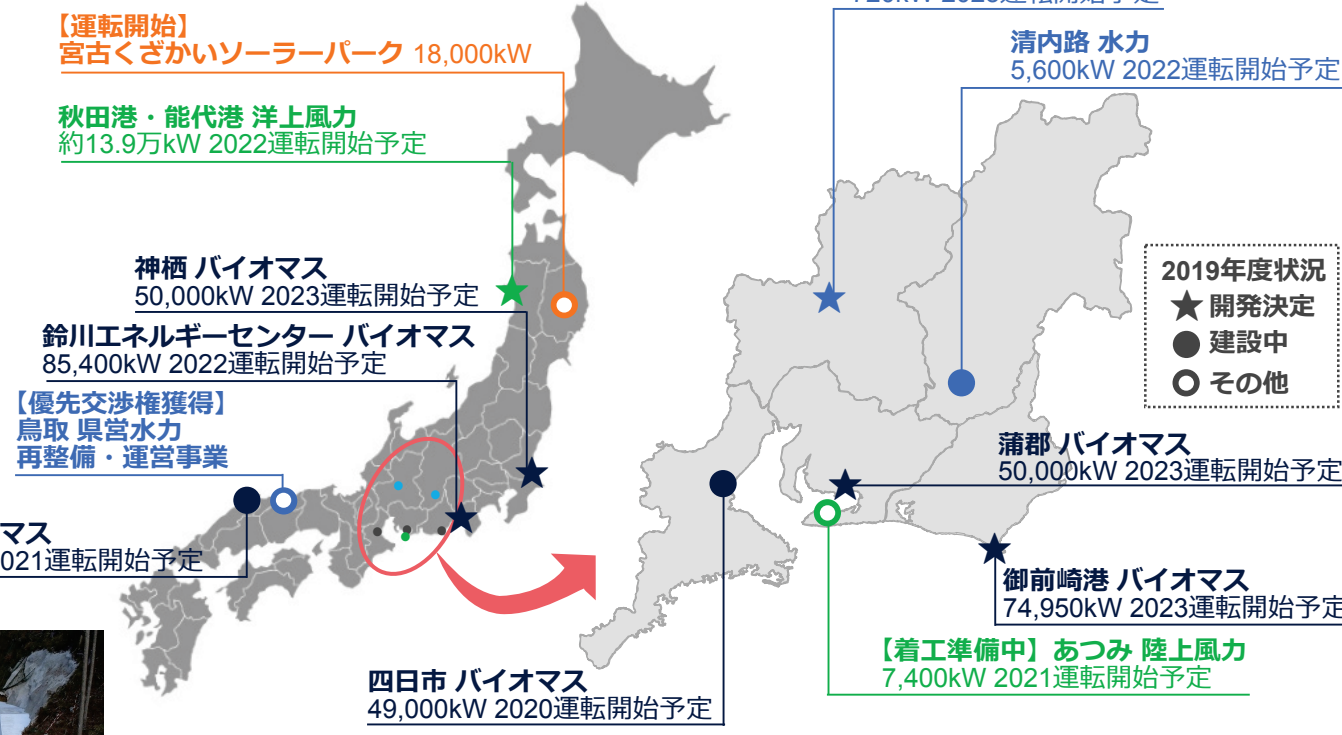 【運転開始】
宮古くざかいソーラーパーク 18,000kW
秋田港・能代港 洋上風力
約13.9万kW 2022運転開始予定
神栖 バイオマス
50,000kW 2023運転開始予定
鈴川エネルギーセンター バイオマス
85,400kW 2022運転開始予定
【優先交渉権獲得】
鳥取 県営水力
再整備・運営事業
マス
021運転開始予定
四日市 バイオマス
49,000kW 2020運転開始予定
清内路 水力
5,600kW 2022運転開始予定
2019年度状況
開発決定
建設中
その他
蒲郡 バイオマス
50,000kW 2023運転開始予定
御前崎港 バイオマス
74,950kW 2023運転開始予定
【着工準備中】あつみ 陸上風力
7,400kW 2021運転開始予定